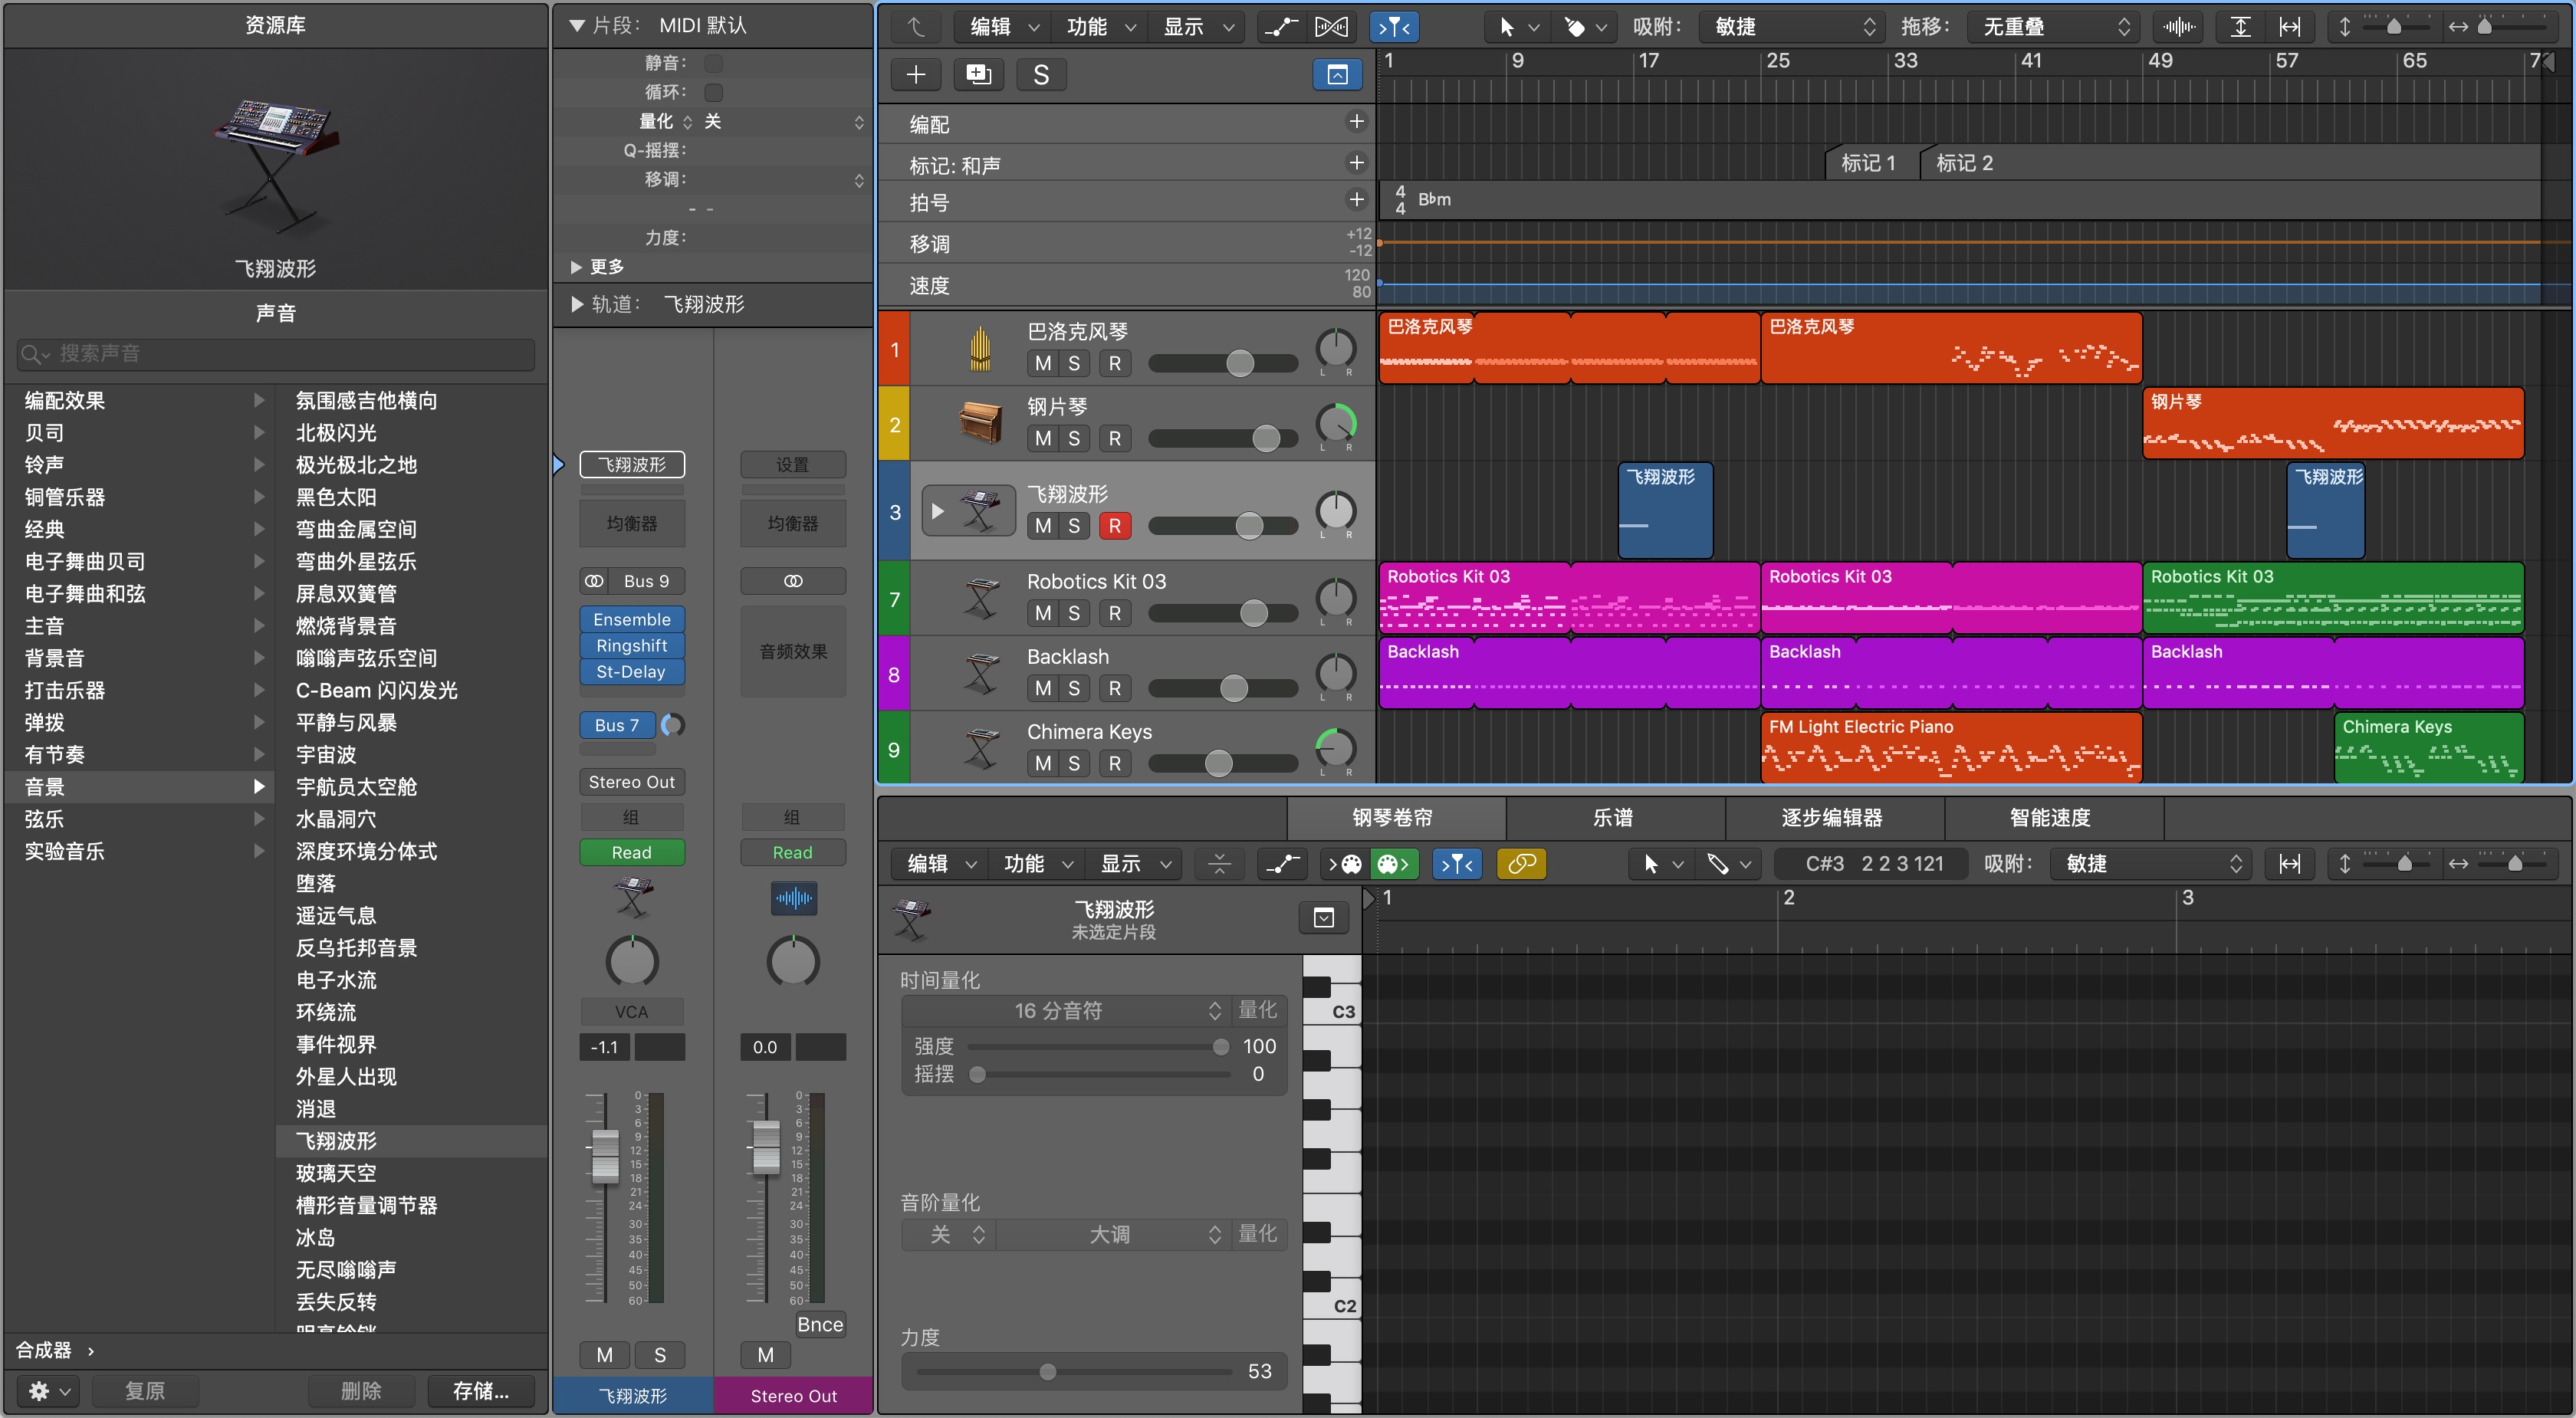 资源库
飞翔波形
声音
搜索声音
编配效果
贝司
铃声
铜管乐器
经典
电子舞曲贝司
电子舞曲和弦
主音
背景音
打击乐器
弹拨
有节奏
音景
弦乐
实验音乐
氛围感吉他横向
北极闪光
极光极北之地
黑色太阳
弯曲金属空间
弯曲外星弦乐
屏息双簧管
燃烧背景音
嗡嗡声弦乐空间
C-Beam 闪闪发光
平静与风暴
宇宙波
宇航员太空舱
水晶洞穴
深度环境分体式
堕落
遥远气息
反乌托邦音景
电子水流
环绕流
事件视界
外星人出现
消退
飞翔波形
玻璃天空
槽形音量调节器
冰岛
无尽嗡嗡声
丢失反转
合成器
复原 删除 存储...
片段: MIDI 默认
静音:
循环:
量化 关
Q-摇摆:
移调:
- -
力度:
更多
轨道: 飞翔波形
飞翔波形 设置
均衡器 均衡器
Bus 9
Ensemble
Ringshift
St-Delay
音频效果
Bus 7
Stereo Out
组 组
Read Read
VCA
-1.1 0.0
0 3 6 9 12 15 18 21 24 30 35 40 45 50 60
0 3 6 9 12 15 18 21 24 30 35 40 45 50 60
Bnce
M S M
飞翔波形 Stereo Out
编辑 功能 显示 吸附: 敏捷 拖移: 无重叠
S
1 9 17 25 33 41 49 57 65
编配
标记: 和声 标记 1 标记 2
拍号 4 4 B♭m
移调 +12 -12
速度 120 80
1 巴洛克风琴 M S R L R
巴洛克风琴 巴洛克风琴
2 钢片琴 M S R L R
钢片琴
3 飞翔波形 M S R L R
飞翔波形 飞翔波形
7 Robotics Kit 03 M S R L R
Robotics Kit 03 Robotics Kit 03 Robotics Kit 03
8 Backlash M S R L R
Backlash Backlash Backlash
9 Chimera Keys M S R L R
FM Light Electric Piano Chimera Keys
钢琴卷帘 乐谱 逐步编辑器 智能速度
编辑 功能 显示 C#3 2 2 3 121 吸附: 敏捷
飞翔波形
未选定片段
1 2 3
时间量化
16 分音符 量化
强度 100
摇摆 0
音阶量化
关 大调 量化
力度
53
C3
C2